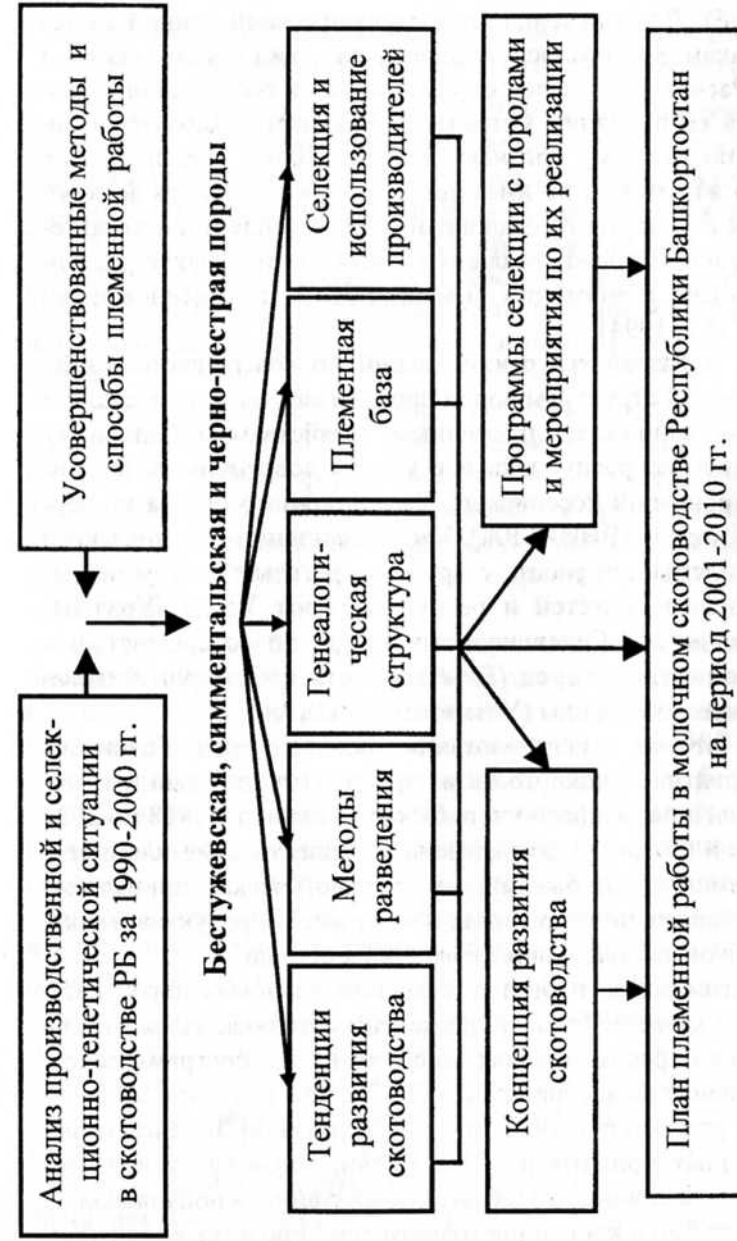 Анализ производственной и селек-
ционно-генетической ситуации
в скотоводстве РБ за 1990-2000 гг.
Усовершенствованные методы и
способы племенной работы
Бестужевская, симментальская и черно-пестрая породы
Тенденции
развития
скотоводства
Методы
разведения
Генеалоги-
ческая
структура
Племенная
база
Селекция и
использование
производителей
Концепция развития
скотоводства
Программы селекции с породами
и мероприятия по их реализации
План племенной работы в молочном скотоводстве Республики Башкортостан
на период 2001-2010 гг.